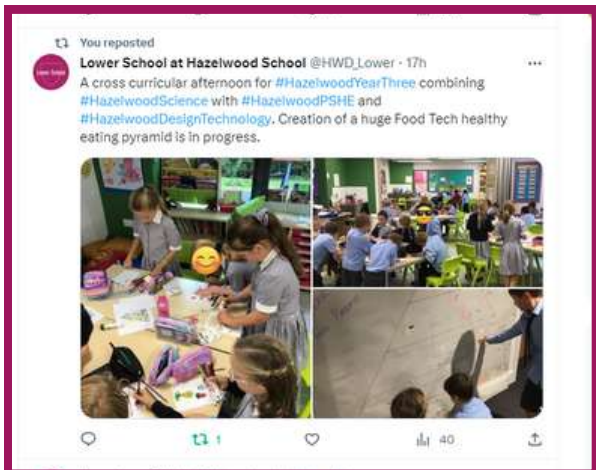 You reposted
Lower School at Hazelwood School @HWD_Lower · 17h
A cross curricular afternoon for #HazelwoodYearThree combining
#HazelwoodScience with #HazelwoodPSHE and
#HazelwoodDesignTechnology. Creation of a huge Food Tech healthy
eating pyramid is in progress.
1
40